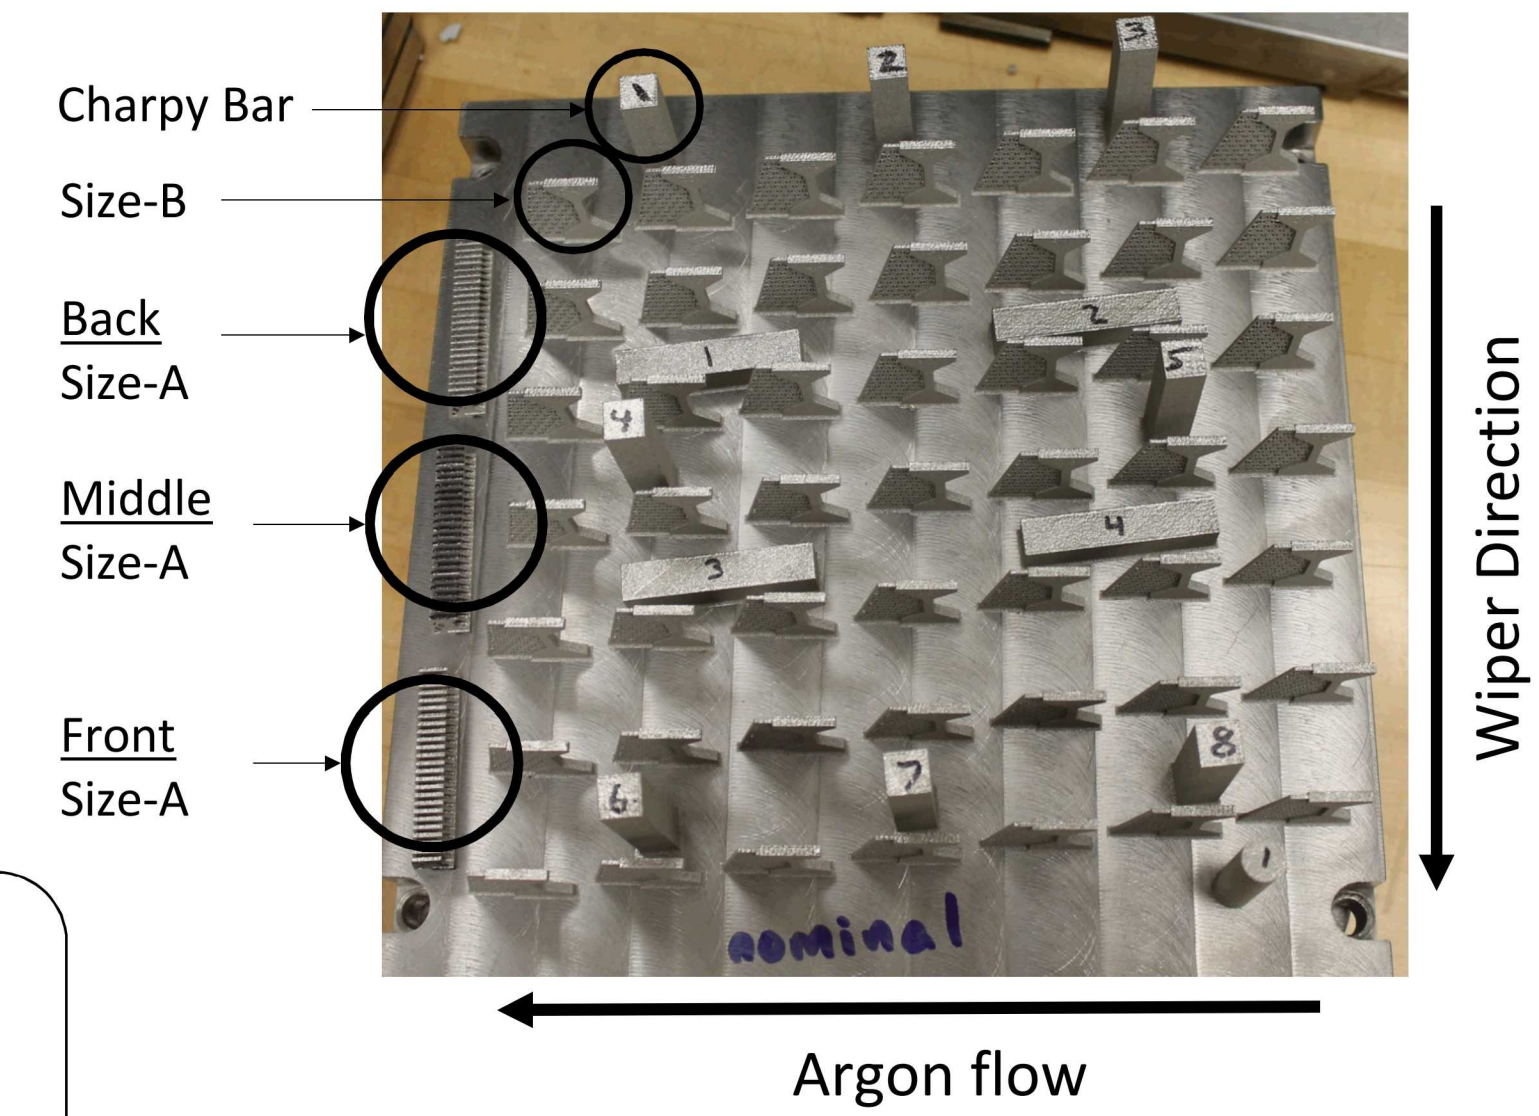 Charpy Bar
Size-B
Back
Size-A
Middle
Size-A
Front
Size-A
1
2
3
2
1
5
4
4
3
8
7
6
1
nominal
Wiper Direction
Argon flow